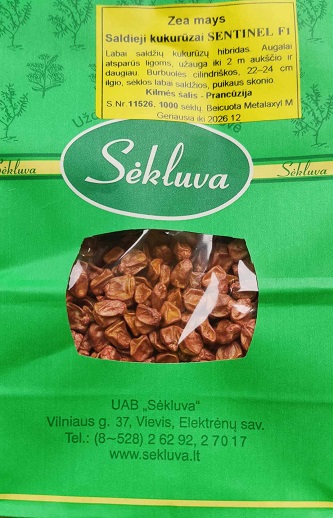 Zea mays
Saldieji kukurūzai SENTINEL F1
Labai saldžių kukurūzų hibridas. Augalai
atsparūs ligoms, užauga iki 2 m aukščio ir
daugiau. Burbuolės cilindriškos, 22–24 cm
ilgio, sėklos labai saldžios, puikaus skonio.
Kilmės šalis - Prancūzija
S.Nr 11526. 1000 sėklų. Beicuota Metalaxyl M
Geriausia iki 2026 12
Sėkluva
Sėkluva
Sėkluva
UAB „Sėkluva"
Vilniaus g. 37, Vievis, Elektrėnų sav.
Tel.: (8~528) 2 62 92, 2 70 17
www.sekluva.lt